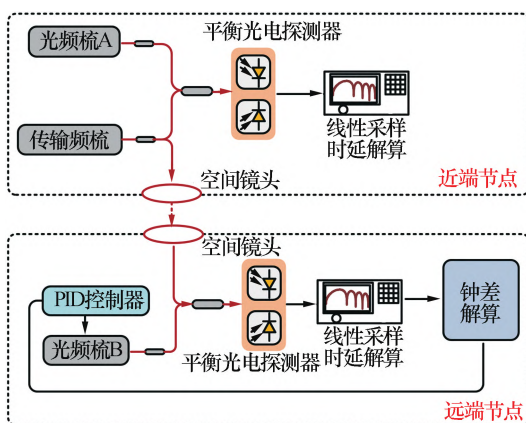 光频梳A
平衡光电探测器
传输频梳
线性采样
时延解算
空间镜头
近端节点
空间镜头
PID控制器
钟差
解算
光频梳B
线性采样
时延解算
平衡光电探测器
远端节点